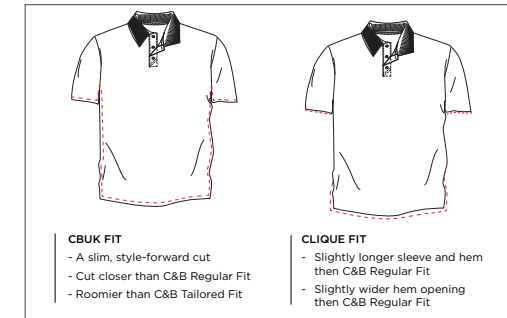 CBUK FIT
- A slim, style-forward cut
- Cut closer than C&B Regular Fit
- Roomier than C&B Tailored Fit
CLIQUE FIT
- Slightly longer sleeve and hem
then C&B Regular Fit
- Slightly wider hem opening
then C&B Regular Fit